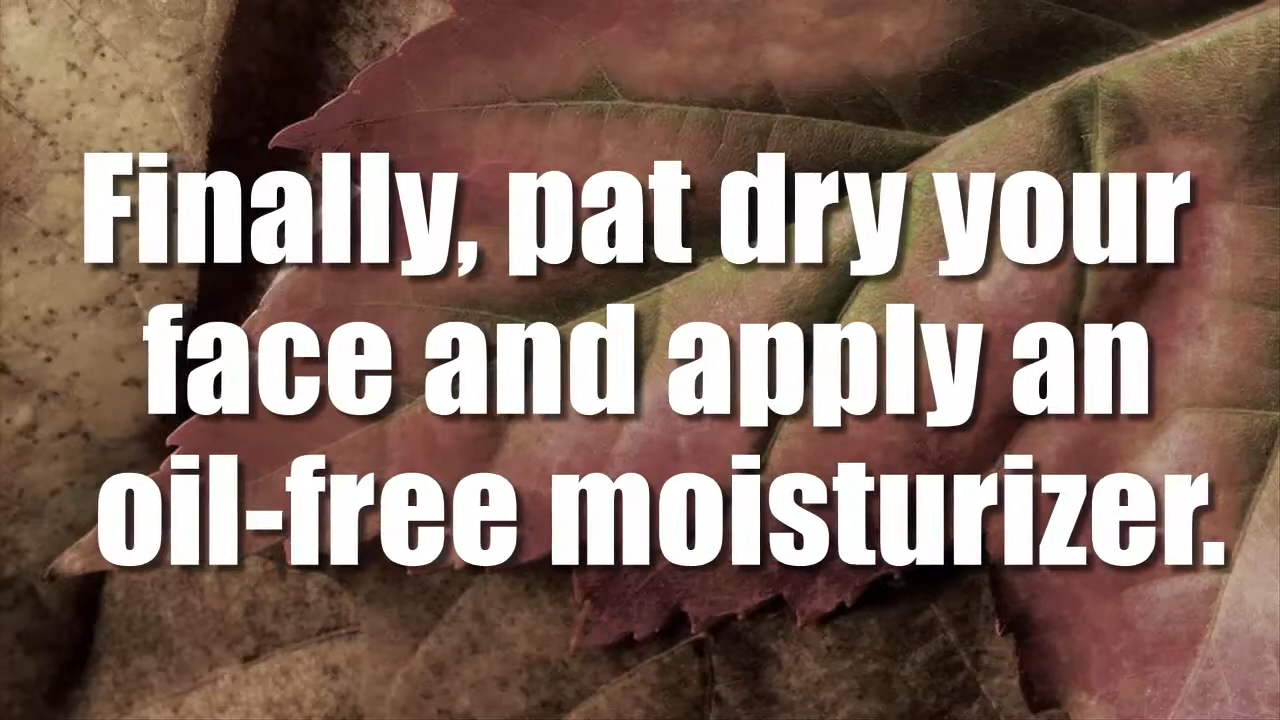 Finally, pat dry your
face and apply an
oil-free moisturizer.